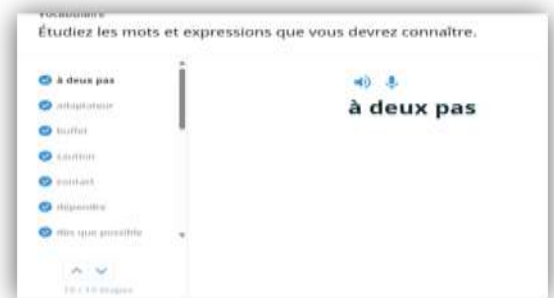 Vocabulaire
Étudiez les mots et expressions que vous devrez connaître.
à deux pas
adaptateur
buffet
caution
contact
dépendre
dès que possible
à deux pas